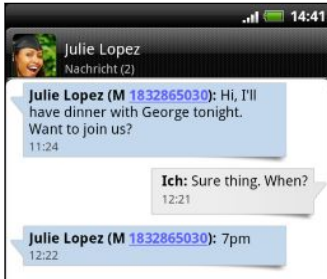 14:41
Julie Lopez
Nachricht (2)
Julie Lopez (M 1832865030): Hi, I'll
have dinner with George tonight.
Want to join us?
11:24
Ich: Sure thing. When?
12:21
Julie Lopez (M 1832865030): 7pm
12:22